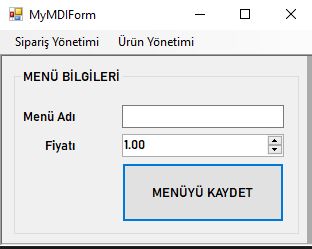 MyMDIForm
Sipariş Yönetimi Ürün Yönetimi
MENÜ BİLGİLERİ
Menü Adı
Fiyatı 1.00
MENÜYÜ KAYDET